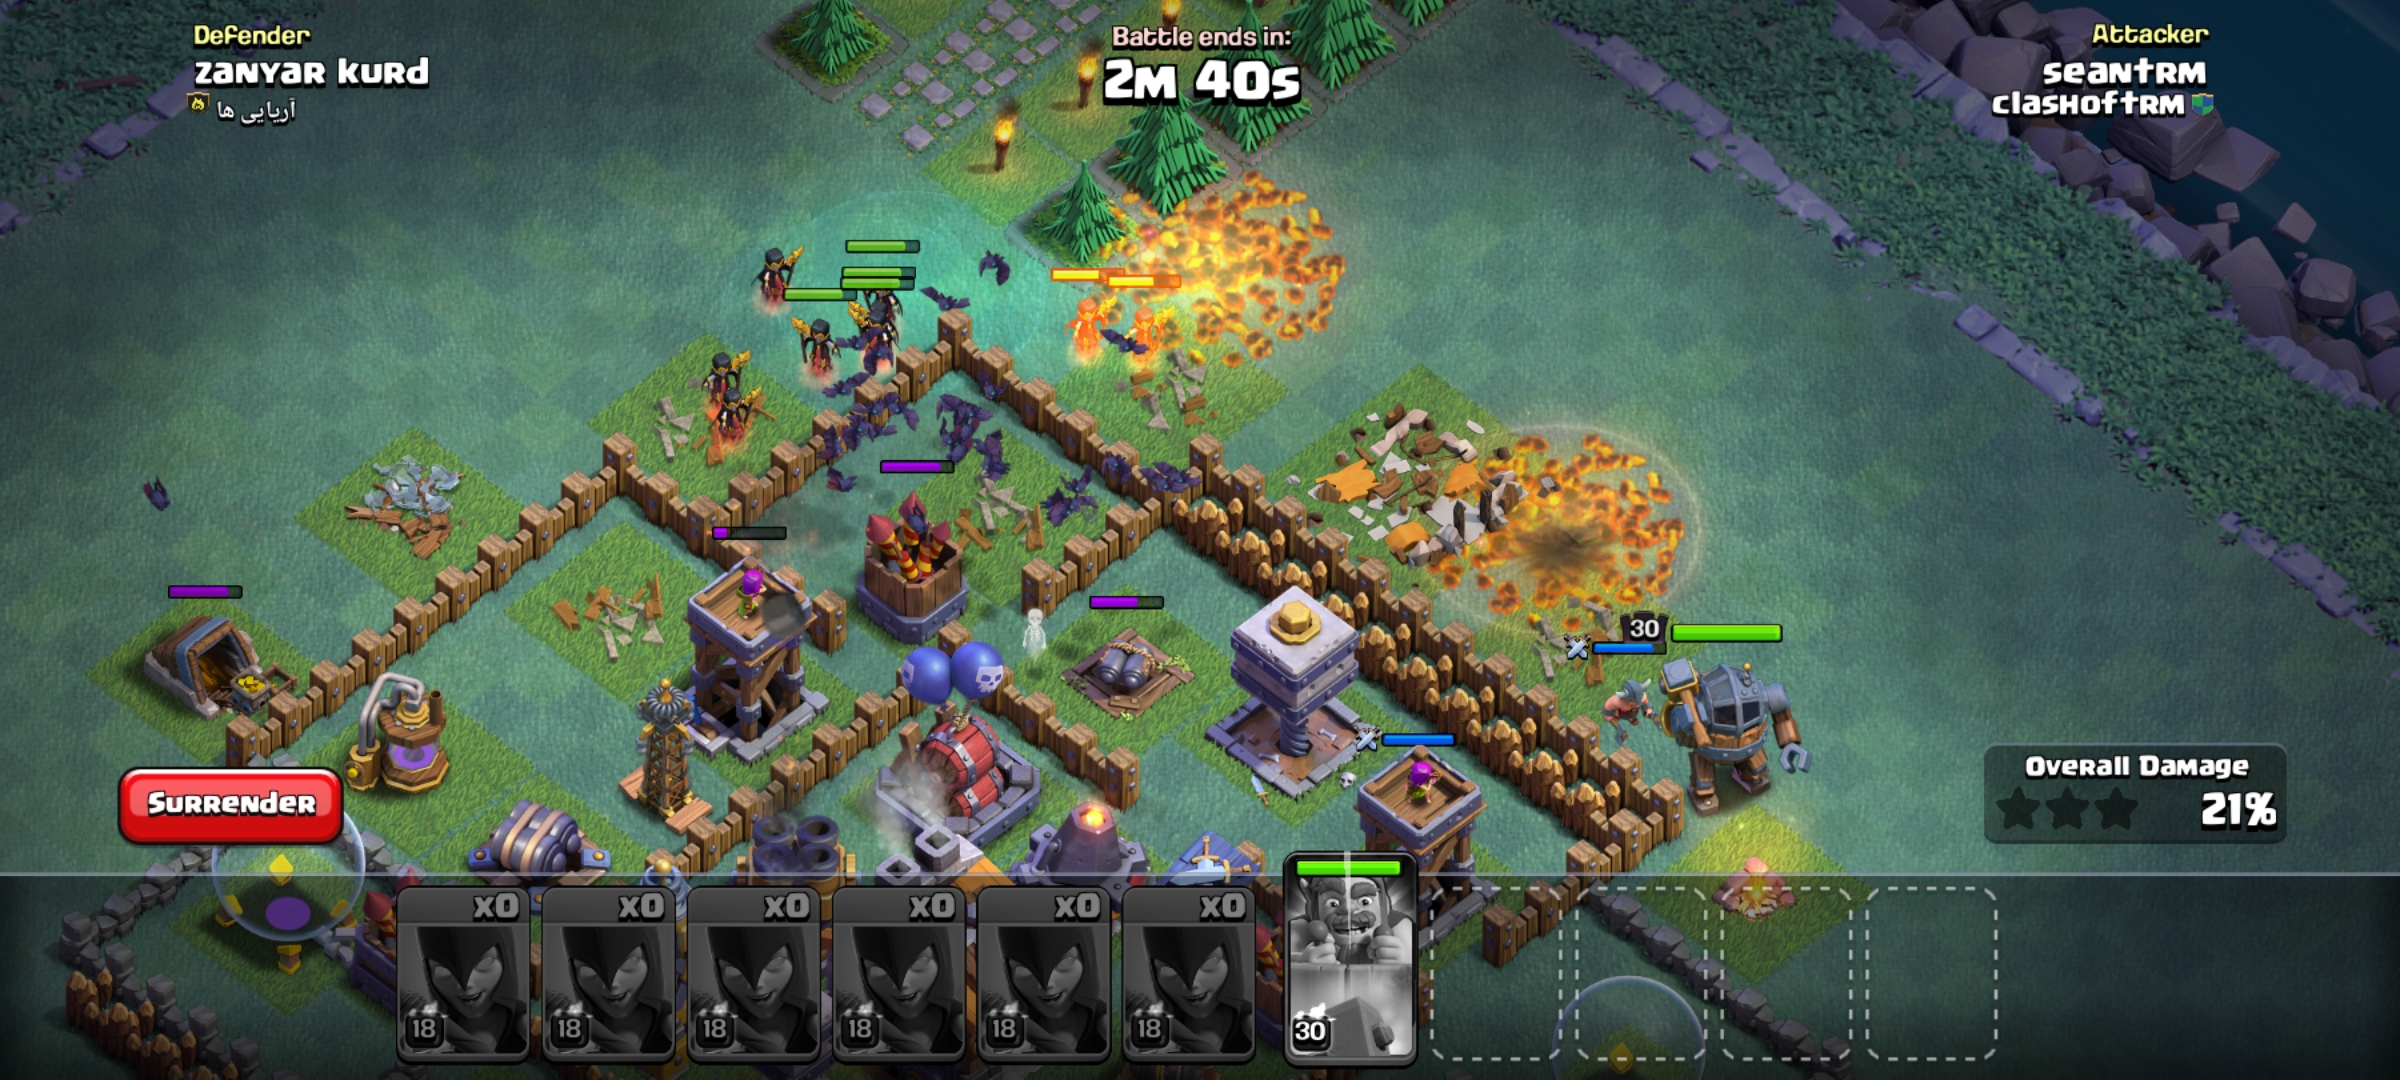 Defender
zanyar kurd
آریایی ها
Battle ends in:
2M 40s
Attacker
seantrm
clashoftrm
30
Surrender
Overall Damage
21%
x0
x0
x0
x0
x0
x0
18
18
18
18
18
18
30